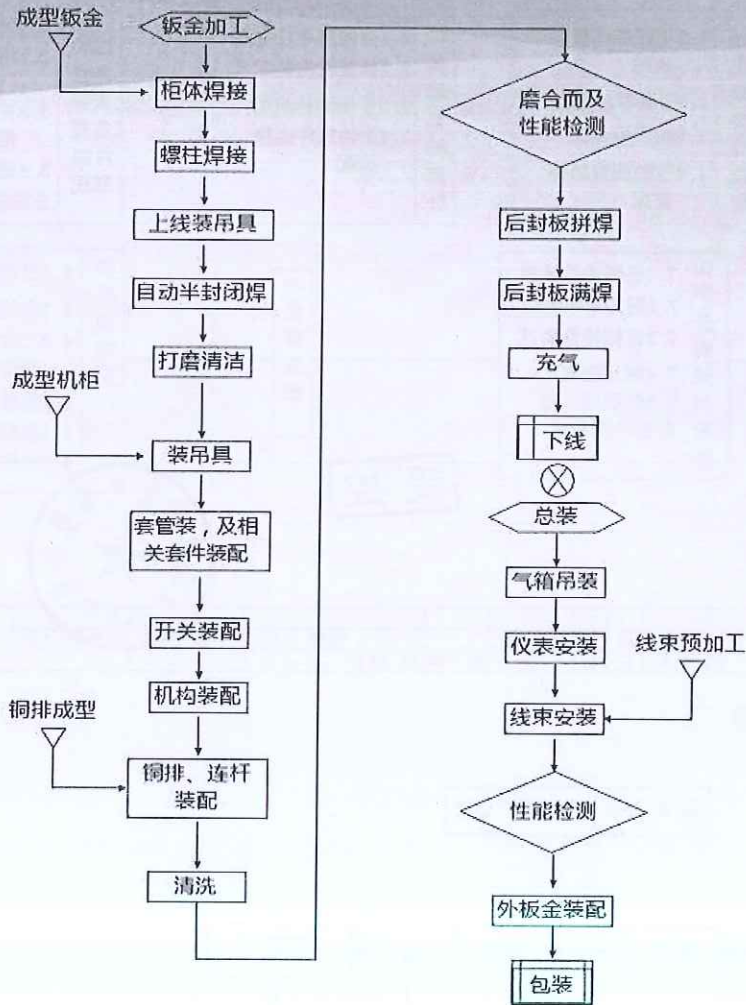 成型钣金
钣金加工
柜体焊接
螺柱焊接
上线装吊具
自动半封闭焊
打磨清洁
成型机柜
装吊具
套管装，及相
关套件装配
开关装配
机构装配
铜排成型
铜排、连杆
装配
清洗
磨合而及
性能检测
后封板拼焊
后封板满焊
充气
下线
总装
气箱吊装
仪表安装
线束预加工
线束安装
性能检测
外板金装配
包装